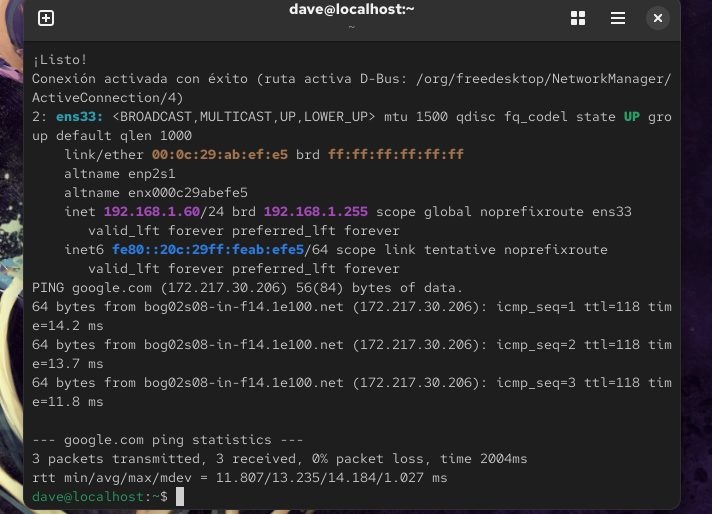 dave@localhost:~
~
¡Listo!
Conexión activada con éxito (ruta activa D-Bus: /org/freedesktop/NetworkManager/
ActiveConnection/4)
2: ens33: <BROADCAST,MULTICAST,UP,LOWER_UP> mtu 1500 qdisc fq_codel state UP gro
up default qlen 1000
    link/ether 00:0c:29:ab:ef:e5 brd ff:ff:ff:ff:ff:ff
    altname enp2s1
    altname enx000c29abefe5
    inet 192.168.1.60/24 brd 192.168.1.255 scope global noprefixroute ens33
       valid_lft forever preferred_lft forever
    inet6 fe80::20c:29ff:feab:efe5/64 scope link tentative noprefixroute
       valid_lft forever preferred_lft forever
PING google.com (172.217.30.206) 56(84) bytes of data.
64 bytes from bog02s08-in-f14.1e100.net (172.217.30.206): icmp_seq=1 ttl=118 tim
e=14.2 ms
64 bytes from bog02s08-in-f14.1e100.net (172.217.30.206): icmp_seq=2 ttl=118 tim
e=13.7 ms
64 bytes from bog02s08-in-f14.1e100.net (172.217.30.206): icmp_seq=3 ttl=118 tim
e=11.8 ms

--- google.com ping statistics ---
3 packets transmitted, 3 received, 0% packet loss, time 2004ms
rtt min/avg/max/mdev = 11.807/13.235/14.184/1.027 ms
dave@localhost:~$